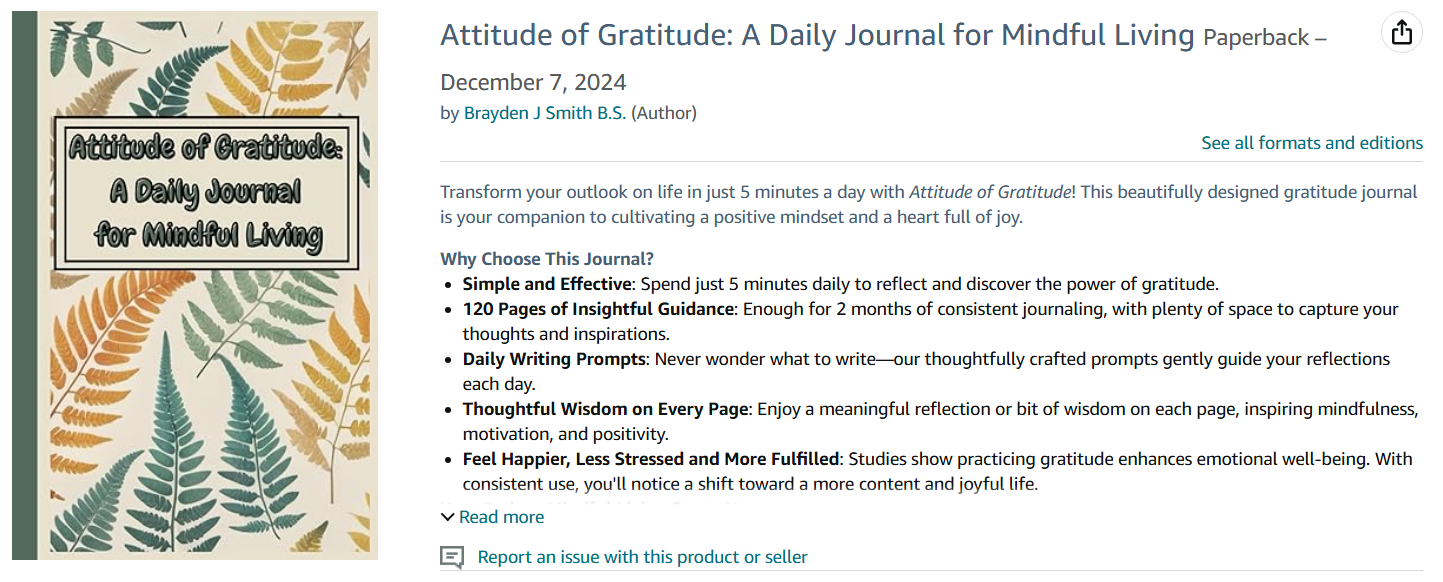 Attitude of Gratitude:
A Daily Journal
for Mindful Living
Attitude of Gratitude: A Daily Journal for Mindful Living Paperback –
December 7, 2024
by Brayden J Smith B.S. (Author)
See all formats and editions
Transform your outlook on life in just 5 minutes a day with Attitude of Gratitude! This beautifully designed gratitude journal
is your companion to cultivating a positive mindset and a heart full of joy.
Why Choose This Journal?
• Simple and Effective: Spend just 5 minutes daily to reflect and discover the power of gratitude.
• 120 Pages of Insightful Guidance: Enough for 2 months of consistent journaling, with plenty of space to capture your
thoughts and inspirations.
• Daily Writing Prompts: Never wonder what to write—our thoughtfully crafted prompts gently guide your reflections
each day.
• Thoughtful Wisdom on Every Page: Enjoy a meaningful reflection or bit of wisdom on each page, inspiring mindfulness,
motivation, and positivity.
• Feel Happier, Less Stressed and More Fulfilled: Studies show practicing gratitude enhances emotional well-being. With
consistent use, you'll notice a shift toward a more content and joyful life.
Read more
Report an issue with this product or seller